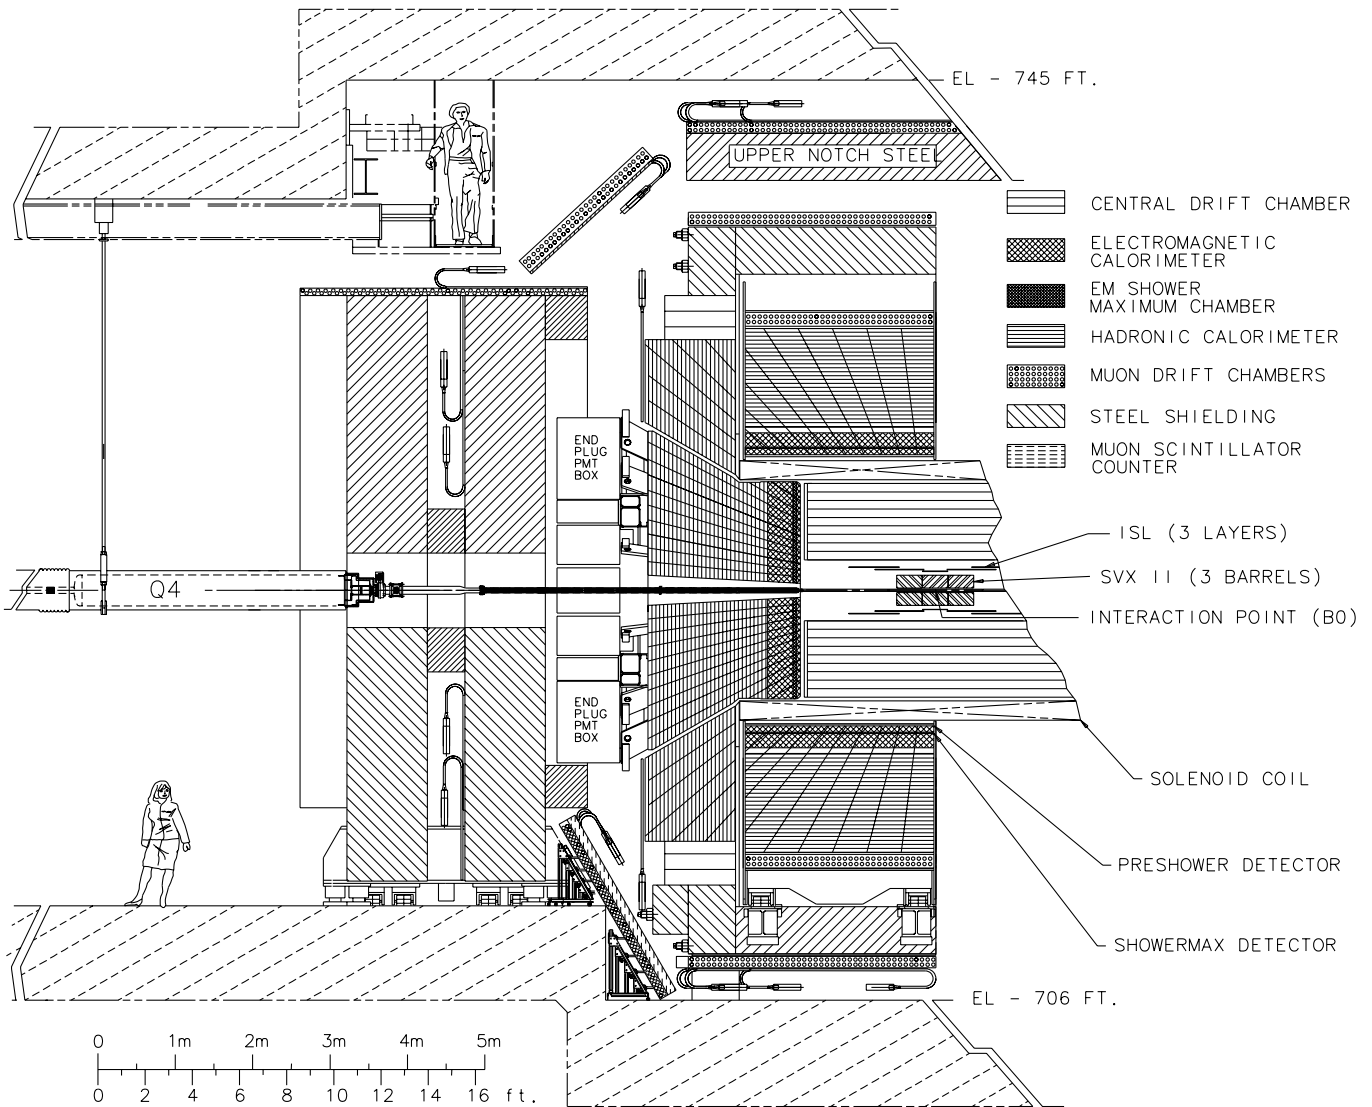 EL - 745 FT.
UPPER NOTCH STEEL
CENTRAL DRIFT CHAMBER
ELECTROMAGNETIC
CALORIMETER
EM SHOWER
MAXIMUM CHAMBER
HADRONIC CALORIMETER
MUON DRIFT CHAMBERS
STEEL SHIELDING
MUON SCINTILLATOR
COUNTER
END
PLUG
PMT
BOX
ISL (3 LAYERS)
SVX II (3 BARRELS)
Q4
INTERACTION POINT (B0)
END
PLUG
PMT
BOX
SOLENOID COIL
PRESHOWER DETECTOR
SHOWERMAX DETECTOR
EL - 706 FT.
0 1m 2m 3m 4m 5m
0 2 4 6 8 10 12 14 16 ft.